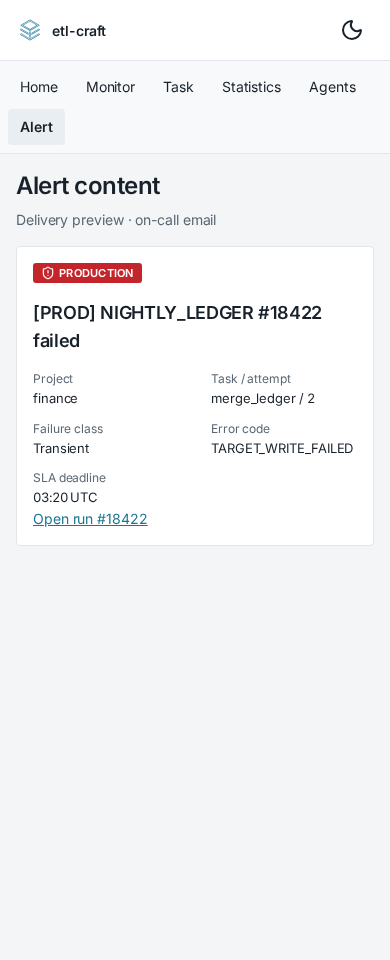 etl-craft
Home Monitor Task Statistics Agents
Alert
Alert content
Delivery preview · on-call email
PRODUCTION
[PROD] NIGHTLY_LEDGER #18422
failed
Project Task / attempt
finance merge_ledger / 2
Failure class Error code
Transient TARGET_WRITE_FAILED
SLA deadline
03:20 UTC
Open run #18422